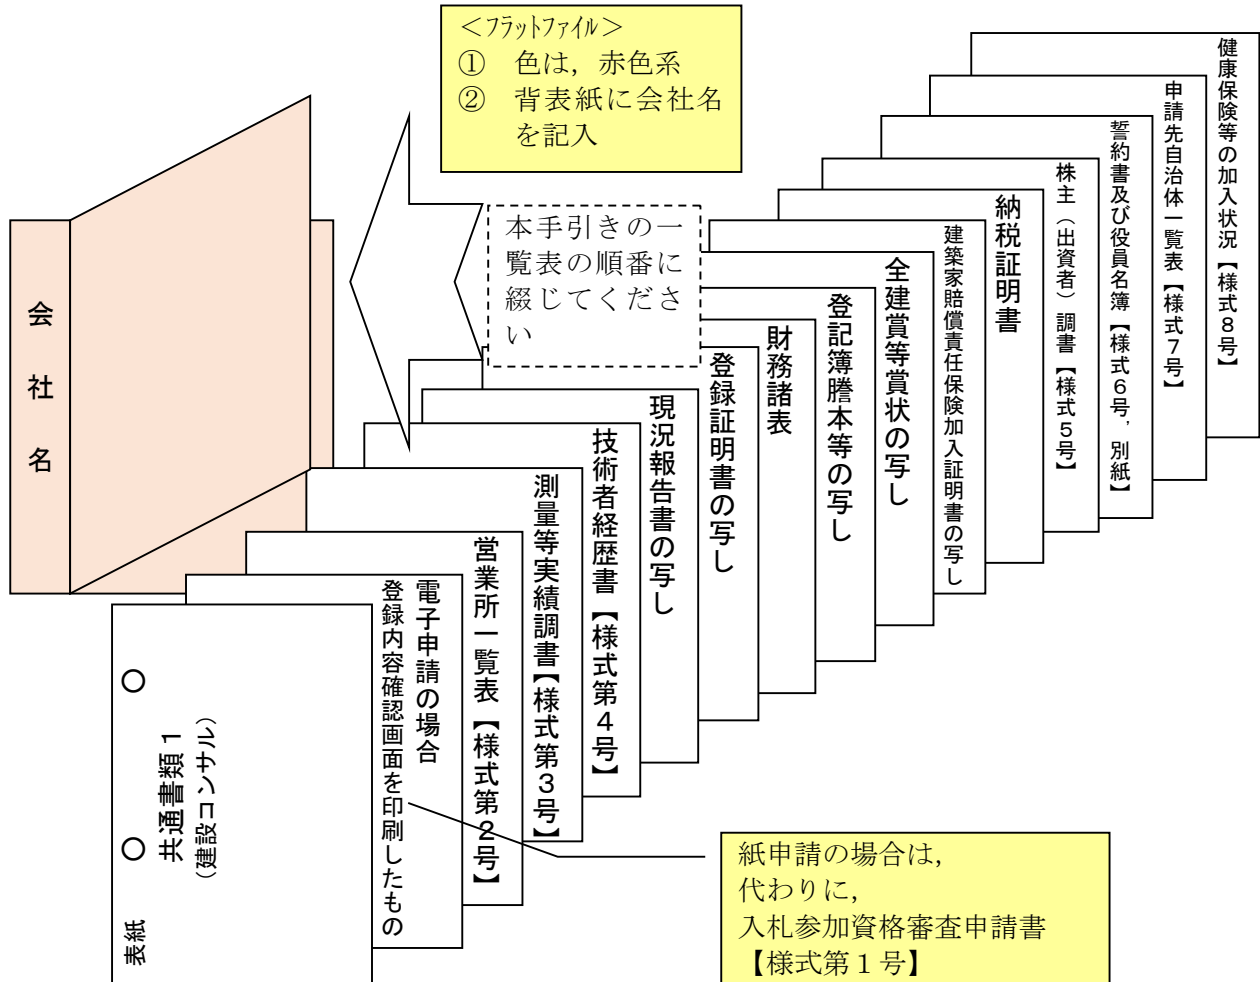 <フラットファイル>
① 色は，赤色系
② 背表紙に会社名
を記入
会社名
本手引きの一
覧表の順番に
綴じてくださ
い
表紙
共通書類１
（建設コンサル）
電子申請の場合
登録内容確認画面を印刷したもの
営業所一覧表【様式第２号】
測量等実績調書【様式第３号】
技術者経歴書【様式第４号】
現況報告書の写し
登録証明書の写し
財務諸表
登記簿謄本等の写し
全建賞等賞状の写し
建築家賠償責任保険加入証明書の写し
納税証明書
株主（出資者）調書【様式５号】
誓約書及び役員名簿【様式６号，別紙】
申請先自治体一覧表【様式７号】
健康保険等の加入状況【様式８号】
紙申請の場合は，
代わりに，
入札参加資格審査申請書
【様式第１号】